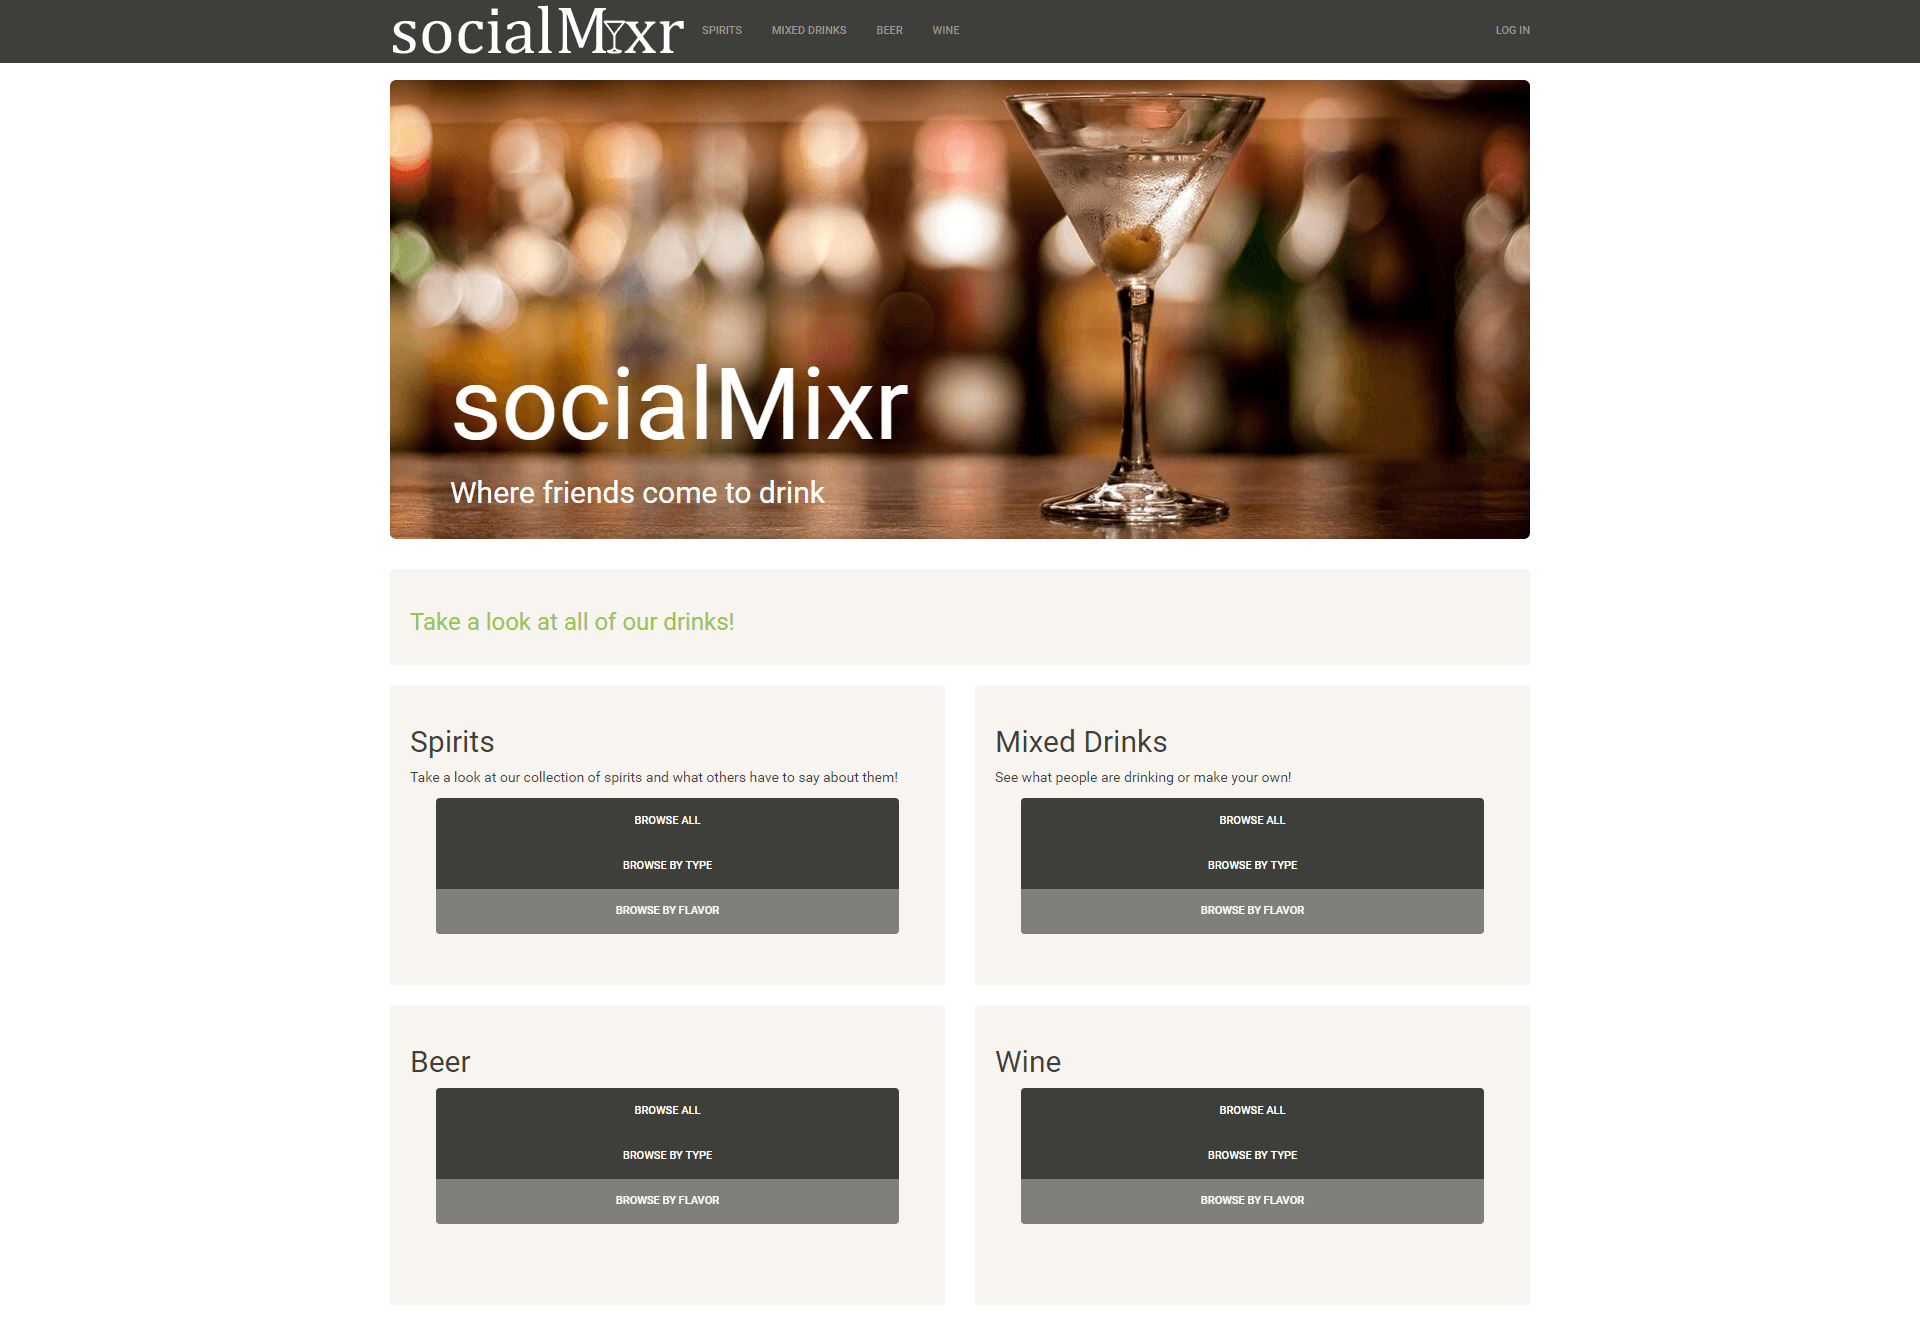 socialMixr SPIRITS MIXED DRINKS BEER WINE LOG IN
socialMixr
Where friends come to drink
Take a look at all of our drinks!
Spirits
Take a look at our collection of spirits and what others have to say about them!
BROWSE ALL
BROWSE BY TYPE
BROWSE BY FLAVOR
Mixed Drinks
See what people are drinking or make your own!
BROWSE ALL
BROWSE BY TYPE
BROWSE BY FLAVOR
Beer
BROWSE ALL
BROWSE BY TYPE
BROWSE BY FLAVOR
Wine
BROWSE ALL
BROWSE BY TYPE
BROWSE BY FLAVOR